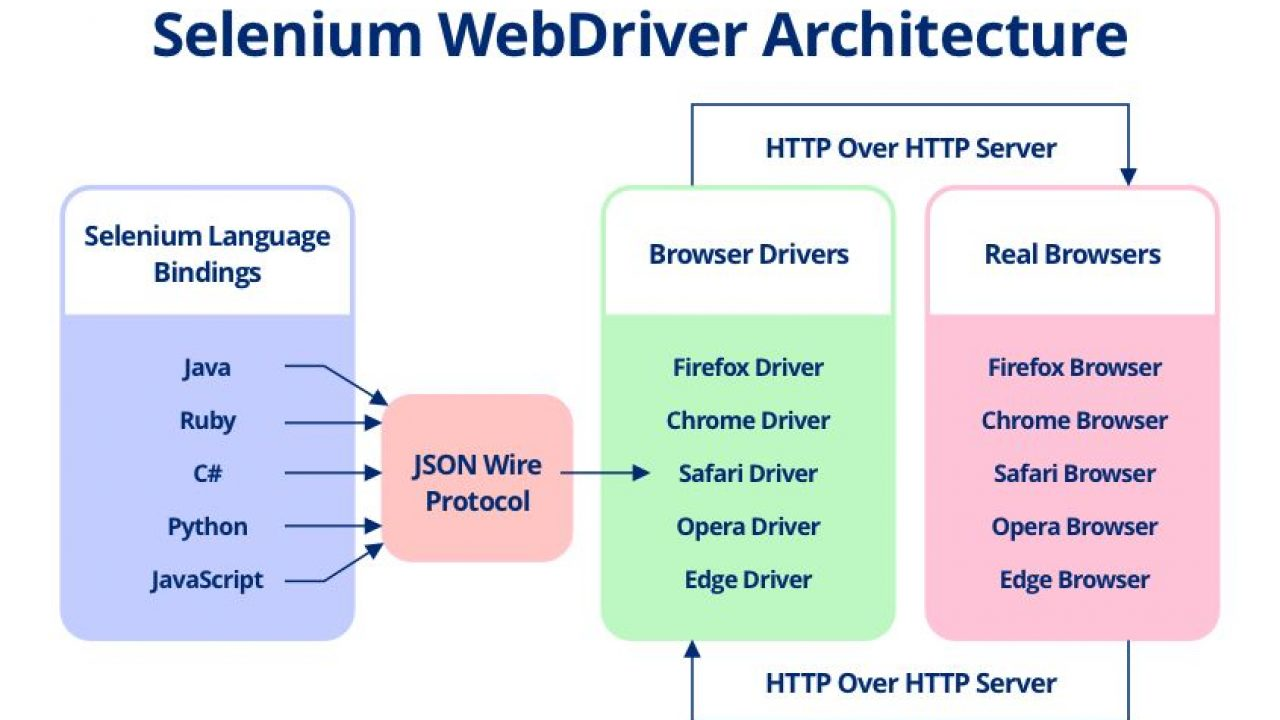 Selenium WebDriver Architecture
HTTP Over HTTP Server
Selenium Language
Bindings
Java
Ruby
C#
Python
JavaScript
JSON Wire
Protocol
Browser Drivers
Firefox Driver
Chrome Driver
Safari Driver
Opera Driver
Edge Driver
Real Browsers
Firefox Browser
Chrome Browser
Safari Browser
Opera Browser
Edge Browser
HTTP Over HTTP Server